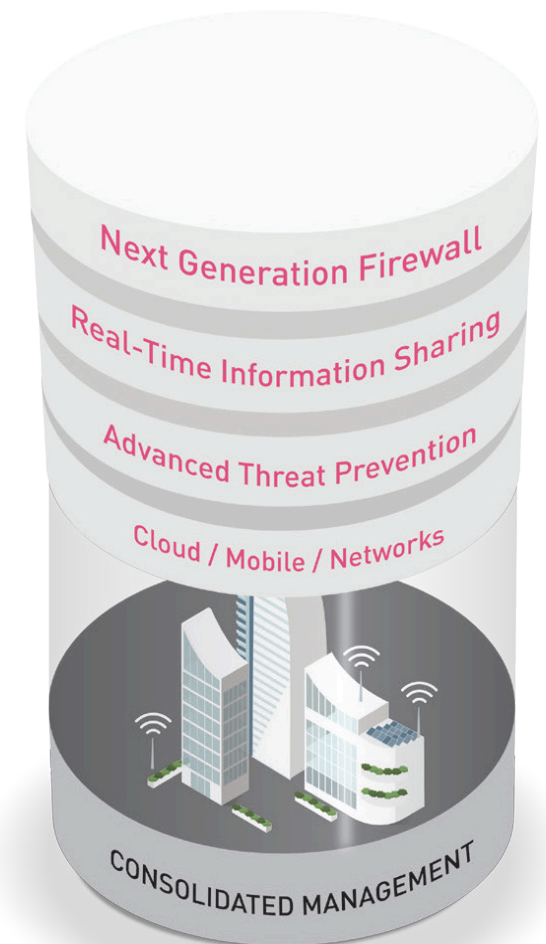 Next Generation Firewall
Real-Time Information Sharing
Advanced Threat Prevention
Cloud / Mobile / Networks
CONSOLIDATED MANAGEMENT